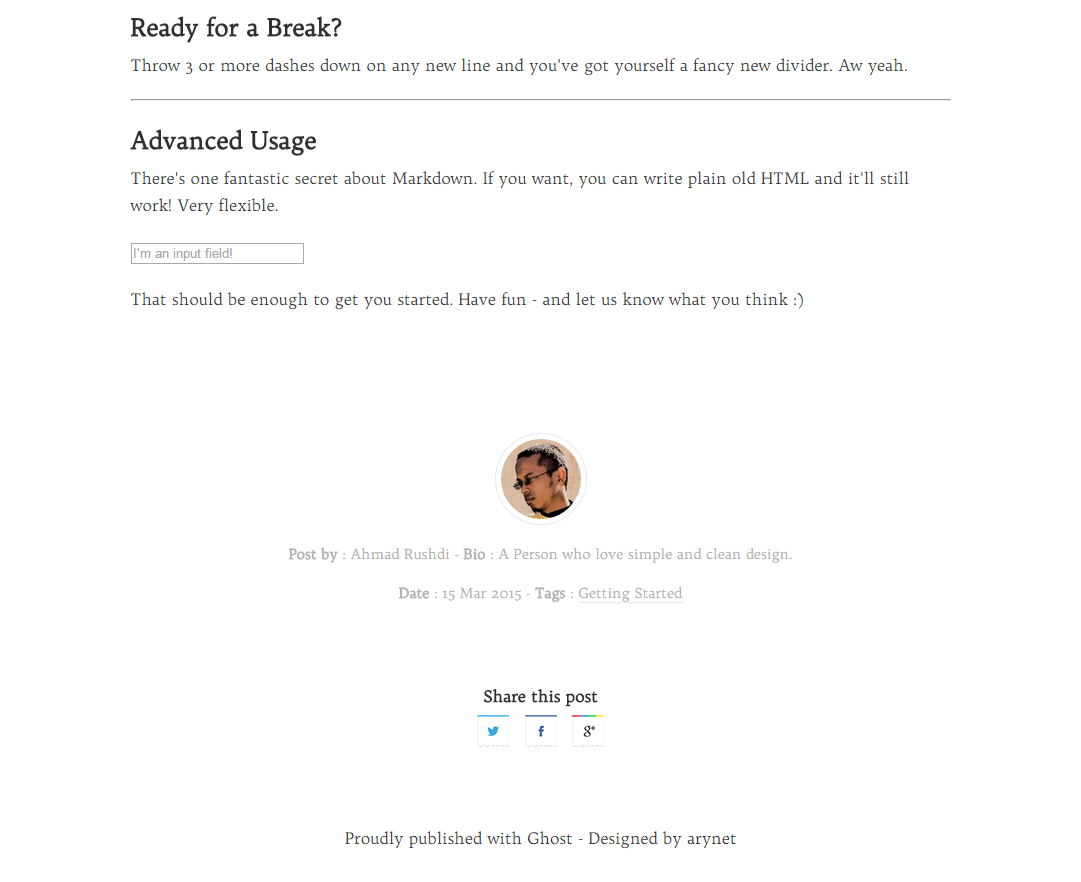 Ready for a Break?
Throw 3 or more dashes down on any new line and you've got yourself a fancy new divider. Aw yeah.
Advanced Usage
There's one fantastic secret about Markdown. If you want, you can write plain old HTML and it'll still
work! Very flexible.
I'm an input field!
That should be enough to get you started. Have fun - and let us know what you think :)
Post by : Ahmad Rushdi - Bio : A Person who love simple and clean design.
Date : 15 Mar 2015 - Tags : Getting Started
Share this post
f g+
Proudly published with Ghost - Designed by arynet